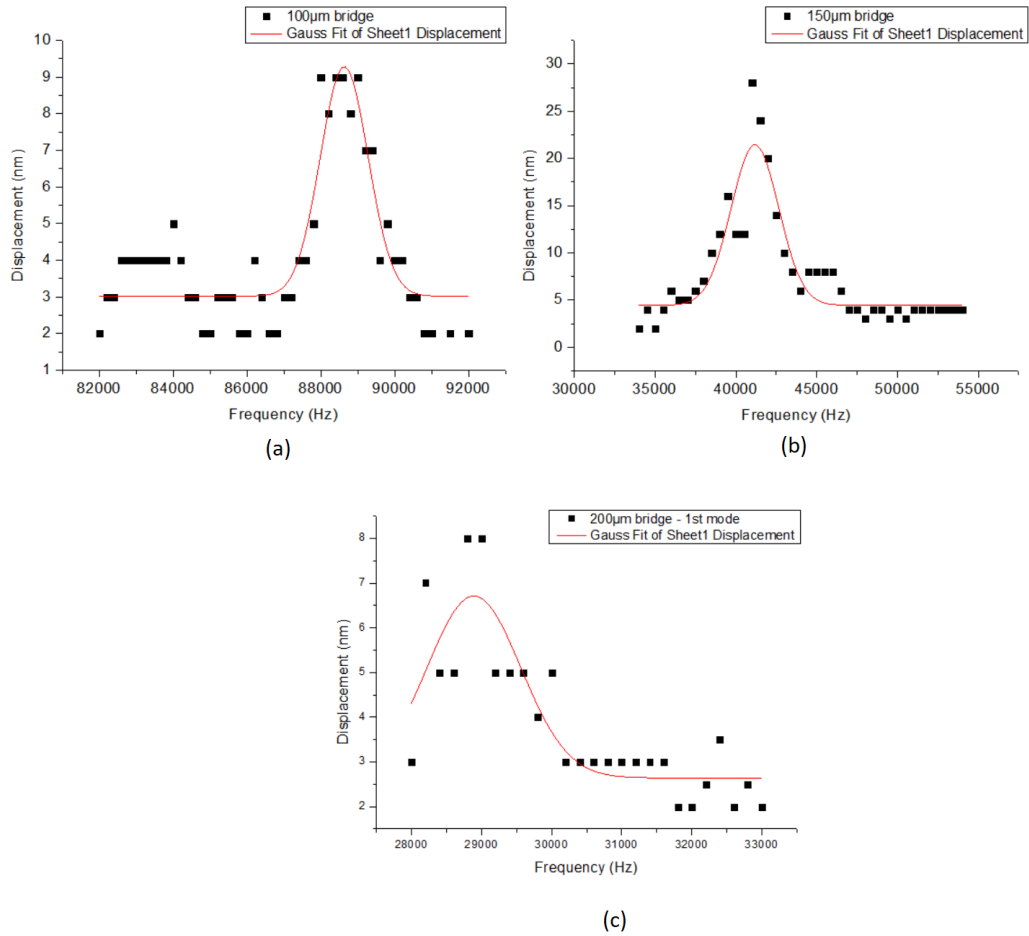 100µm bridge
Gauss Fit of Sheet1 Displacement
10
9
8
7
6
5
4
3
2
1
Displacement (nm)
82000 84000 86000 88000 90000 92000
Frequency (Hz)
(a)
150µm bridge
Gauss Fit of Sheet1 Displacement
30
25
20
15
10
5
0
Displacement (nm)
30000 35000 40000 45000 50000 55000
Frequency (Hz)
(b)
200µm bridge - 1st mode
Gauss Fit of Sheet1 Displacement
8
7
6
5
4
3
2
Displacement (nm)
28000 29000 30000 31000 32000 33000
Frequency (Hz)
(c)